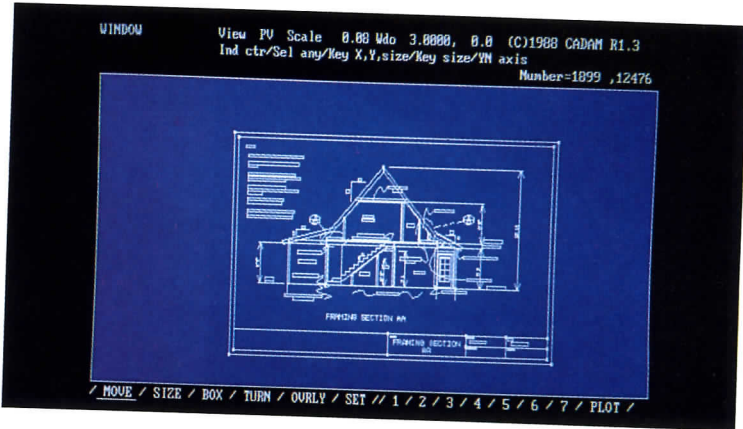 WINDOW
View PV Scale 0.08 Wdo 3.0000, 0.0 (C)1988 CADAM R1.3
Ind ctr/Sel any/Key X,Y,size/Key size/YN axis
Number=1899 ,12476
FRAMING SECTION AA
FRAMING SECTION
AA
/ MOVE / SIZE / BOX / TURN / OVRLY / SET // 1 / 2 / 3 / 4 / 5 / 6 / 7 / PLOT /